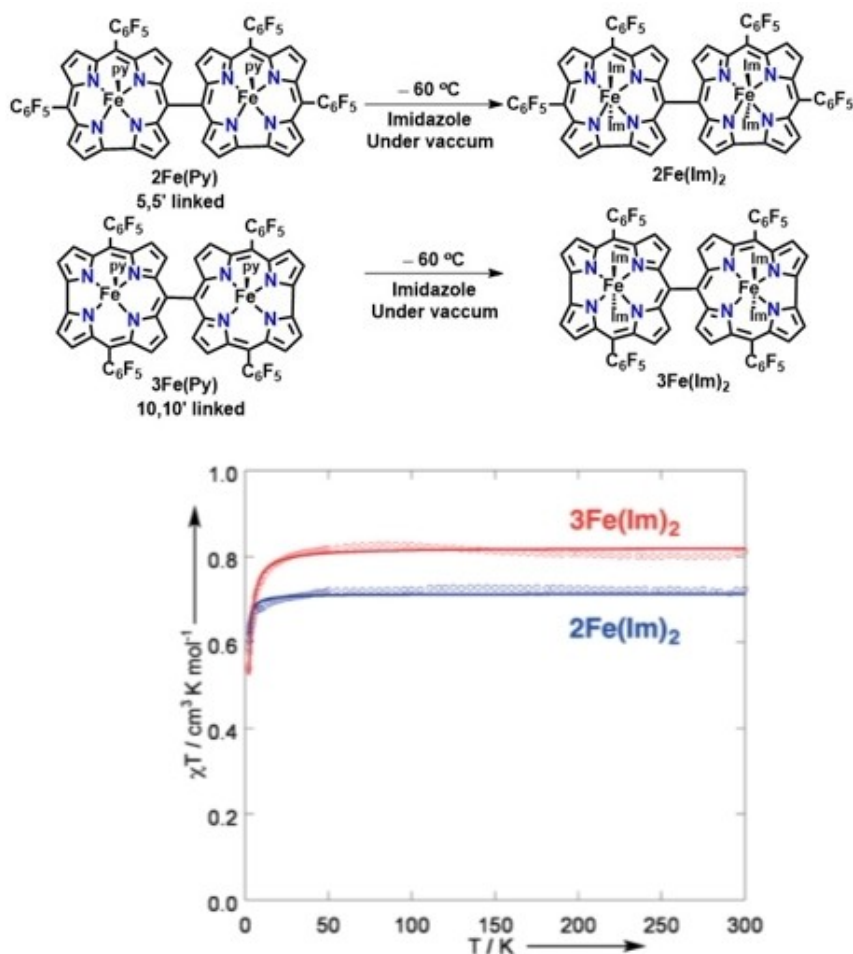 C6F5 C6F5 C6F5 C6F5
py py Im Im
N N N N N N N N
Fe Fe Fe Fe
C6F5 C6F5 – 60 ºC C6F5 C6F5
N N N N Imidazole Im Im N N N N
Under vaccum
2Fe(Py) 2Fe(Im)2
5,5' linked
C6F5 C6F5 C6F5 C6F5
py py – 60 ºC Im Im
N N N N N N N N
Fe Fe Imidazole Fe Fe
N N N N Under vaccum Im Im N N N N
C6F5 C6F5 C6F5 C6F5
3Fe(Py) 3Fe(Im)2
10,10' linked
1.0
3Fe(Im)2
0.8
2Fe(Im)2
0.6
χT / cm3 K mol-1
0.4
0.2
0.0
0 50 100 150 200 250 300
T / K